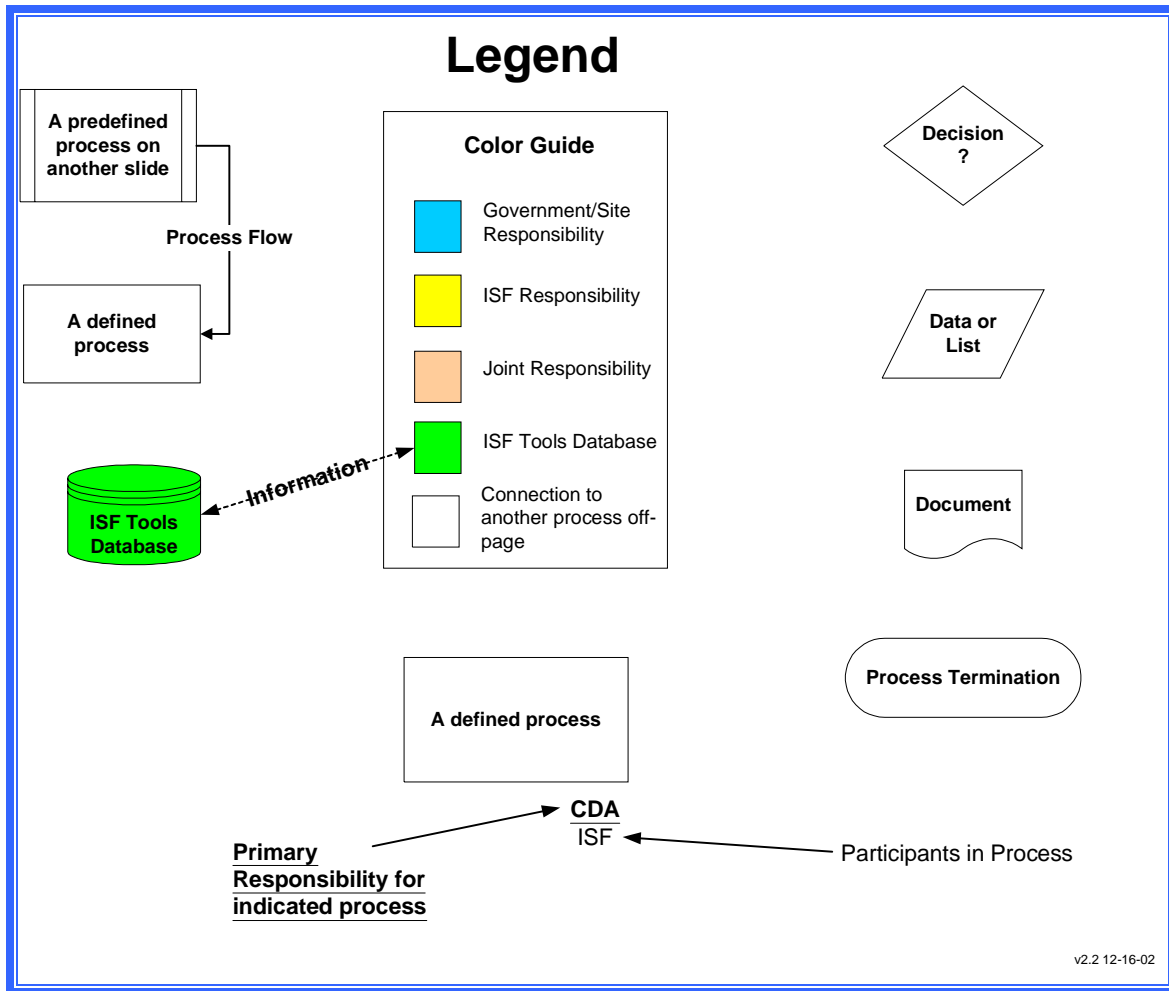 Legend
A predefined
process on
another slide
Process Flow
A defined
process
ISF Tools
Database
Information
Color Guide
Government/Site
Responsibility
ISF Responsibility
Joint Responsibility
ISF Tools Database
Connection to
another process off-
page
Decision
?
Data or
List
Document
Process Termination
A defined process
CDA
ISF
Primary
Responsibility for
indicated process
Participants in Process
v2.2 12-16-02